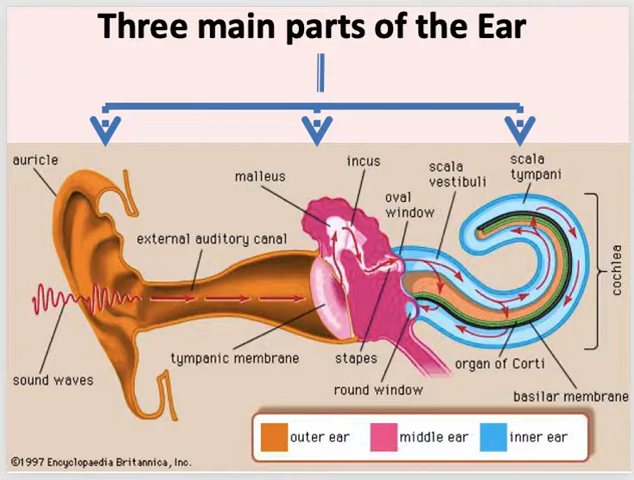 Three main parts of the Ear
auricle
malleus
incus
scala
vestibuli
scala
tympani
oval
window
external auditory canal
cochlea
tympanic membrane
stapes
organ of Corti
sound waves
round window
basilar membrane
outer ear
middle ear
inner ear
©1997 Encyclopaedia Britannica, Inc.